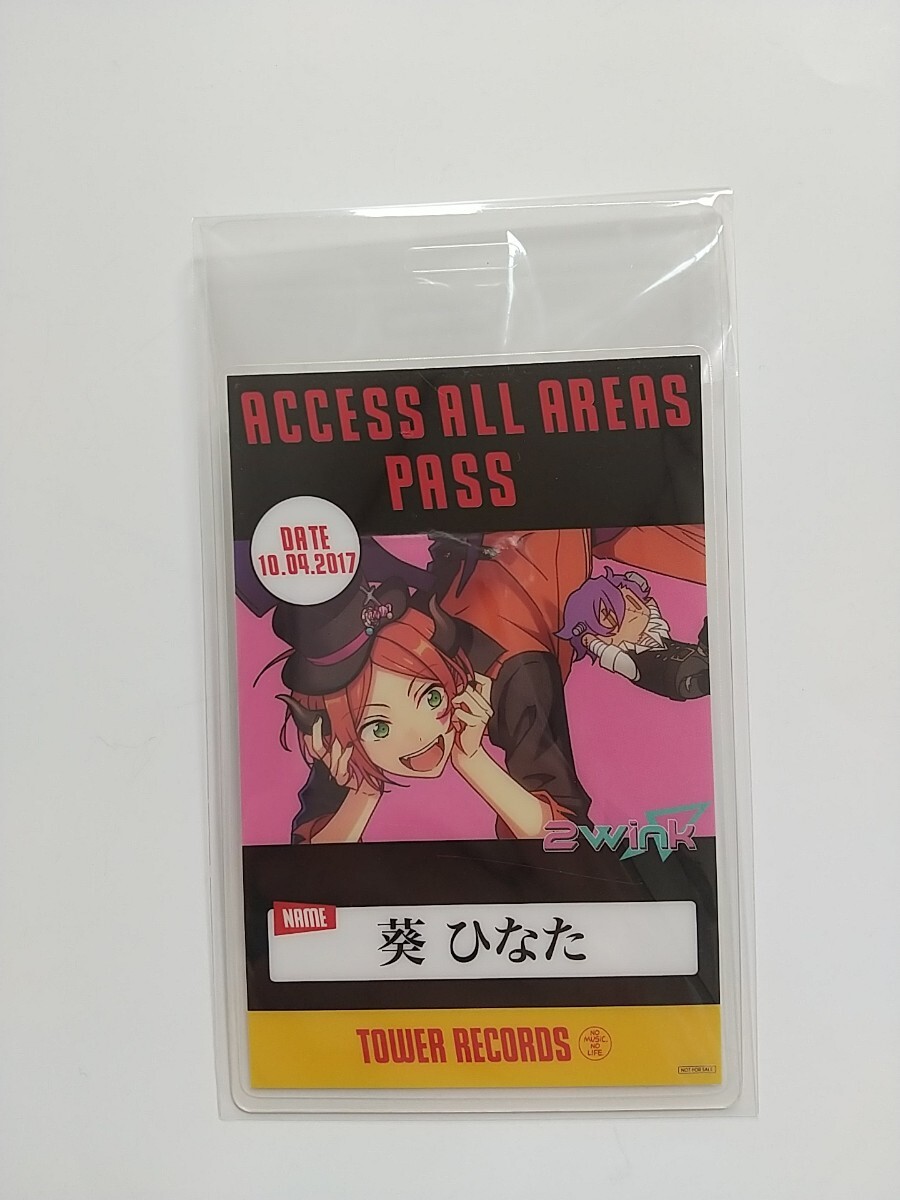 ACCESS ALL AREAS
PASS
DATE
10.04.2017
2wink
NAME
葵 ひなた
TOWER RECORDS
NO
MUSIC,
NO
LIFE.
NOT FOR SALE